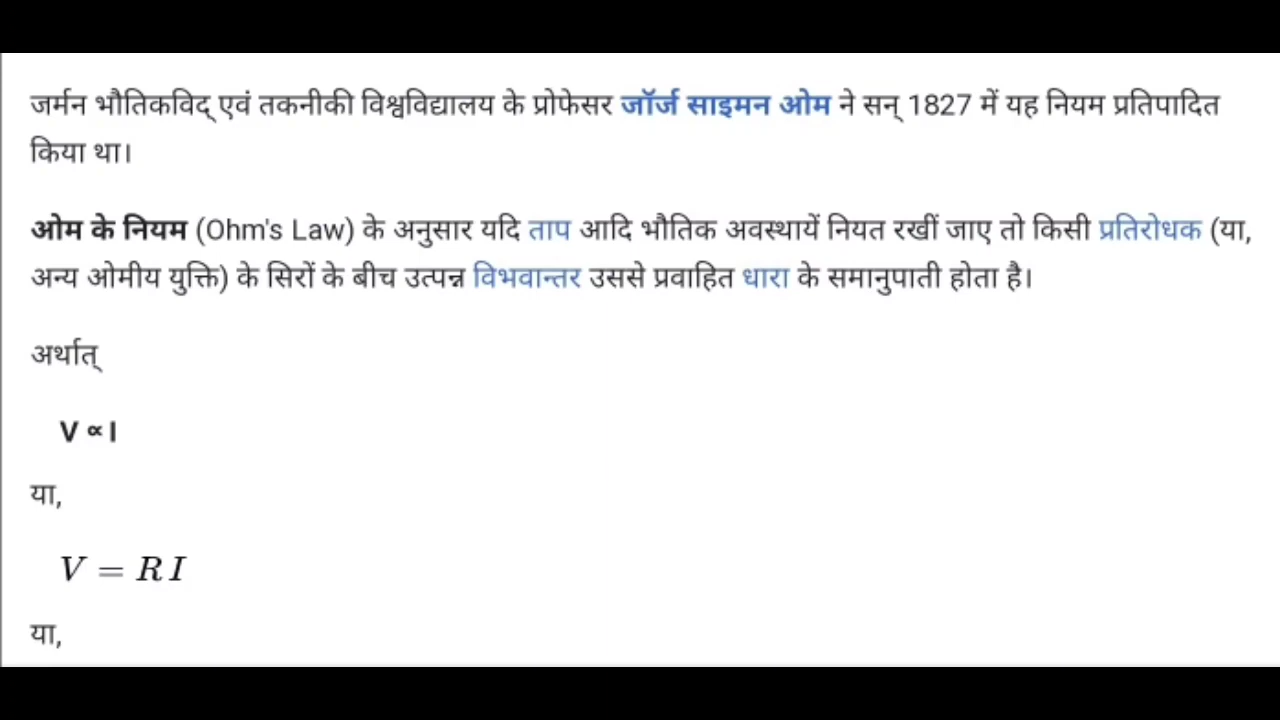 जर्मन भौतिकविद् एवं तकनीकी विश्वविद्यालय के प्रोफेसर जॉर्ज साइमन ओम ने सन् 1827 में यह नियम प्रतिपादित
किया था।
ओम के नियम (Ohm's Law) के अनुसार यदि ताप आदि भौतिक अवस्थायें नियत रखीं जाए तो किसी प्रतिरोधक (या,
अन्य ओमीय युक्ति) के सिरों के बीच उत्पन्न विभवान्तर उससे प्रवाहित धारा के समानुपाती होता है।
अर्थात्
V ∝ I
या,
V = R I
या,